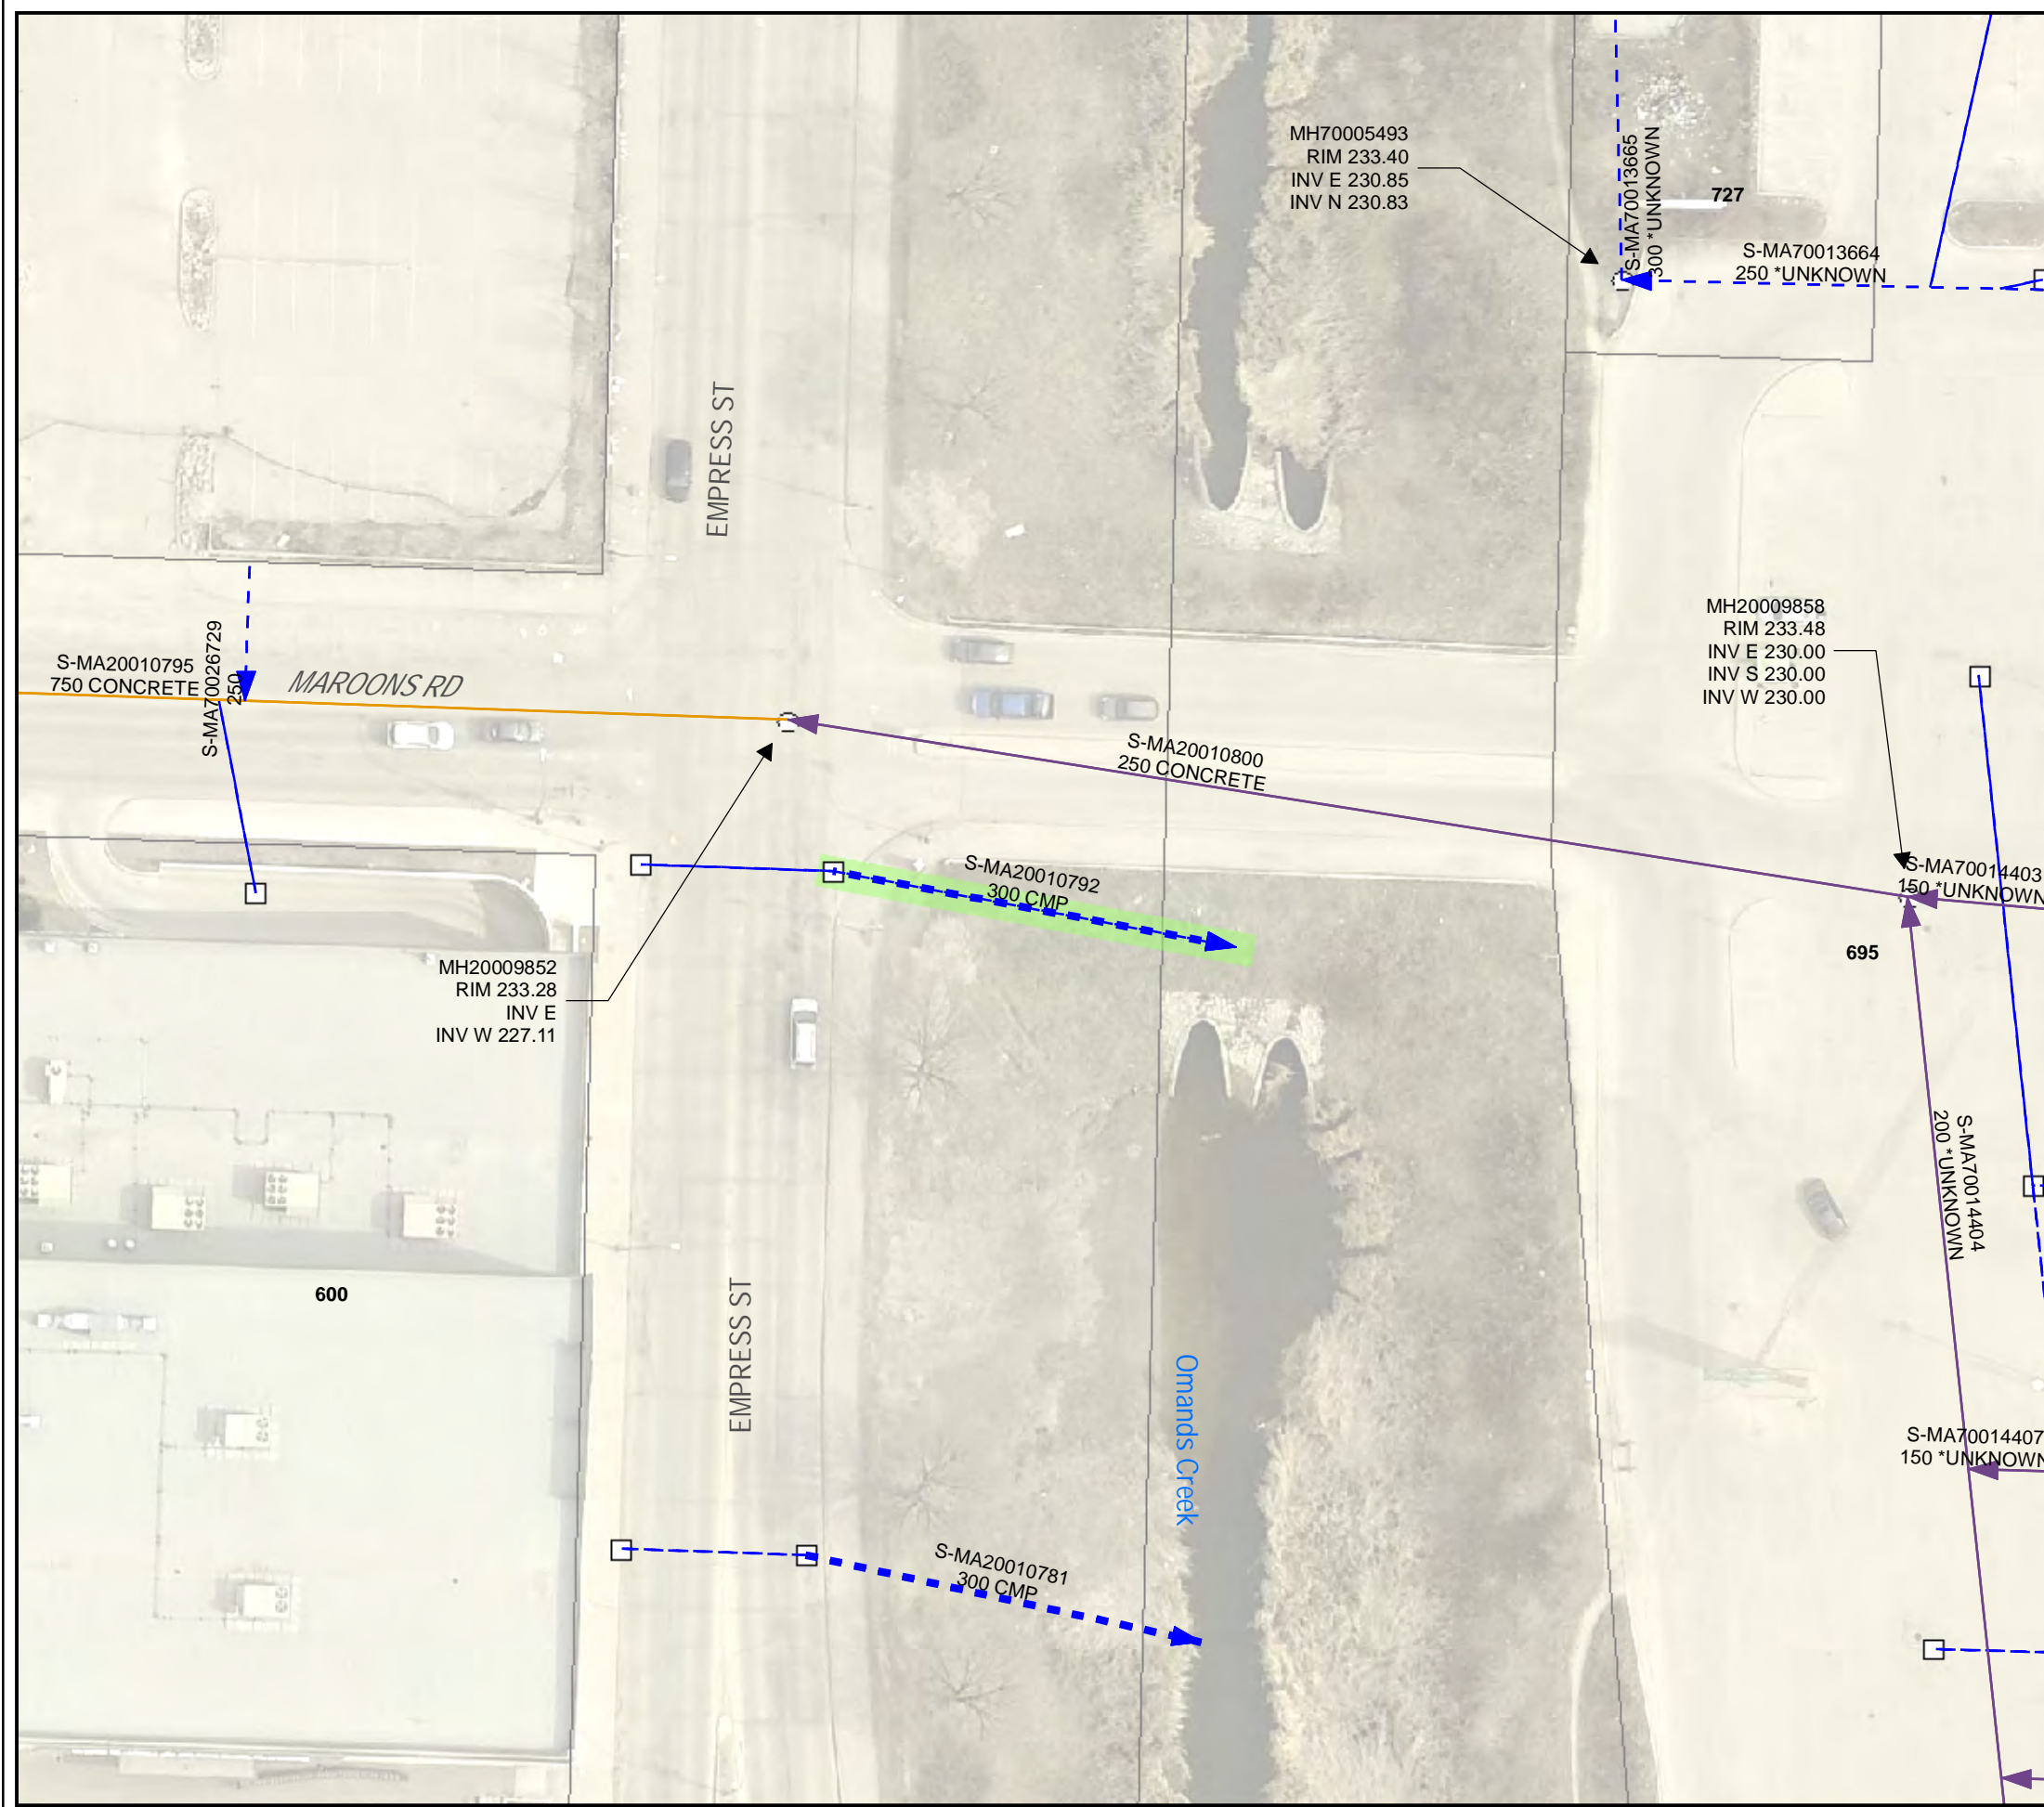 MH70005493
RIM 233.40
INV E 230.85
INV N 230.83
S-MA70013665
300 *UNKNOWN
727
S-MA70013664
250 *UNKNOWN
EMPRESS ST
MH20009858
RIM 233.48
INV E 230.00
INV S 230.00
INV W 230.00
S-MA20010795
750 CONCRETE
S-MA70026729
250
MAROONS RD
S-MA20010800
250 CONCRETE
S-MA20010792
300 CMP
S-MA70014403
150 *UNKNOWN
695
MH20009852
RIM 233.28
INV E
INV W 227.11
S-MA70014404
200 *UNKNOWN
600
EMPRESS ST
Omands Creek
S-MA70014407
150 *UNKNOWN
S-MA20010781
300 CMP